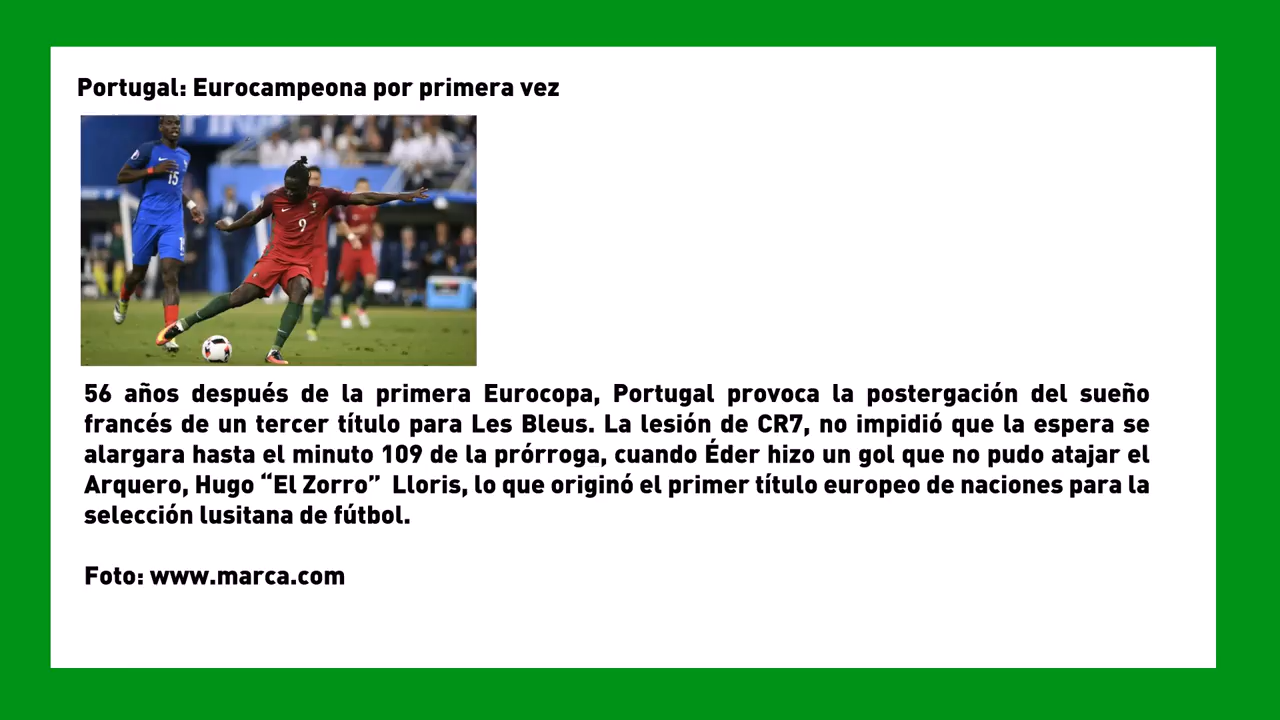 Portugal: Eurocampeona por primera vez
15
9
56 años después de la primera Eurocopa, Portugal provoca la postergación del sueño
francés de un tercer título para Les Bleus. La lesión de CR7, no impidió que la espera se
alargara hasta el minuto 109 de la prórroga, cuando Éder hizo un gol que no pudo atajar el
Arquero, Hugo “El Zorro”  Lloris, lo que originó el primer título europeo de naciones para la
selección lusitana de fútbol.
Foto: www.marca.com